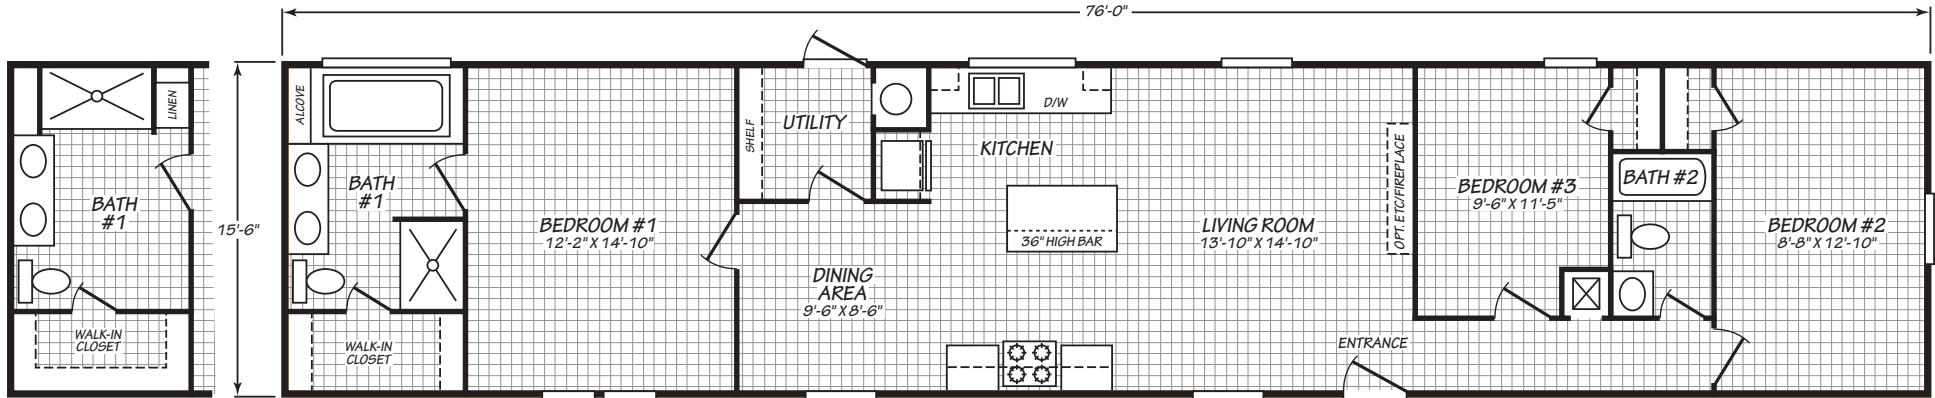 76'-0"
LINEN
BATH
#1
WALK-IN
CLOSET
15'-6"
ALCOVE
BATH
#1
WALK-IN
CLOSET
BEDROOM #1
12'-2" X 14'-10"
SHELF
UTILITY
D/W
KITCHEN
36" HIGH BAR
DINING
AREA
9'-6" X 8'-6"
LIVING ROOM
13'-10" X 14'-10"
OPT. ETC/FIREPLACE
ENTRANCE
BEDROOM #3
9'-6" X 11'-5"
BATH #2
BEDROOM #2
8'-8" X 12'-10"